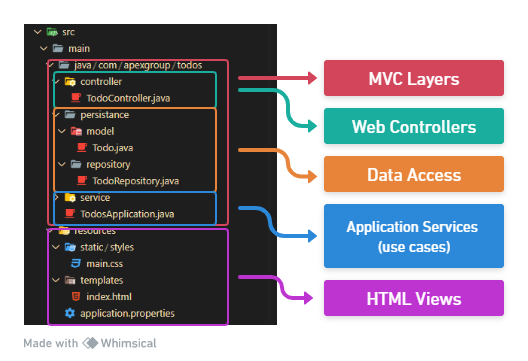 src
main
java / com / apexgroup / todos
controller
TodoController.java
persistance
model
Todo.java
repository
TodoRepository.java
service
TodosApplication.java
resources
static / styles
main.css
templates
index.html
application.properties
MVC Layers
Web Controllers
Data Access
Application Services
(use cases)
HTML Views
Made with Whimsical